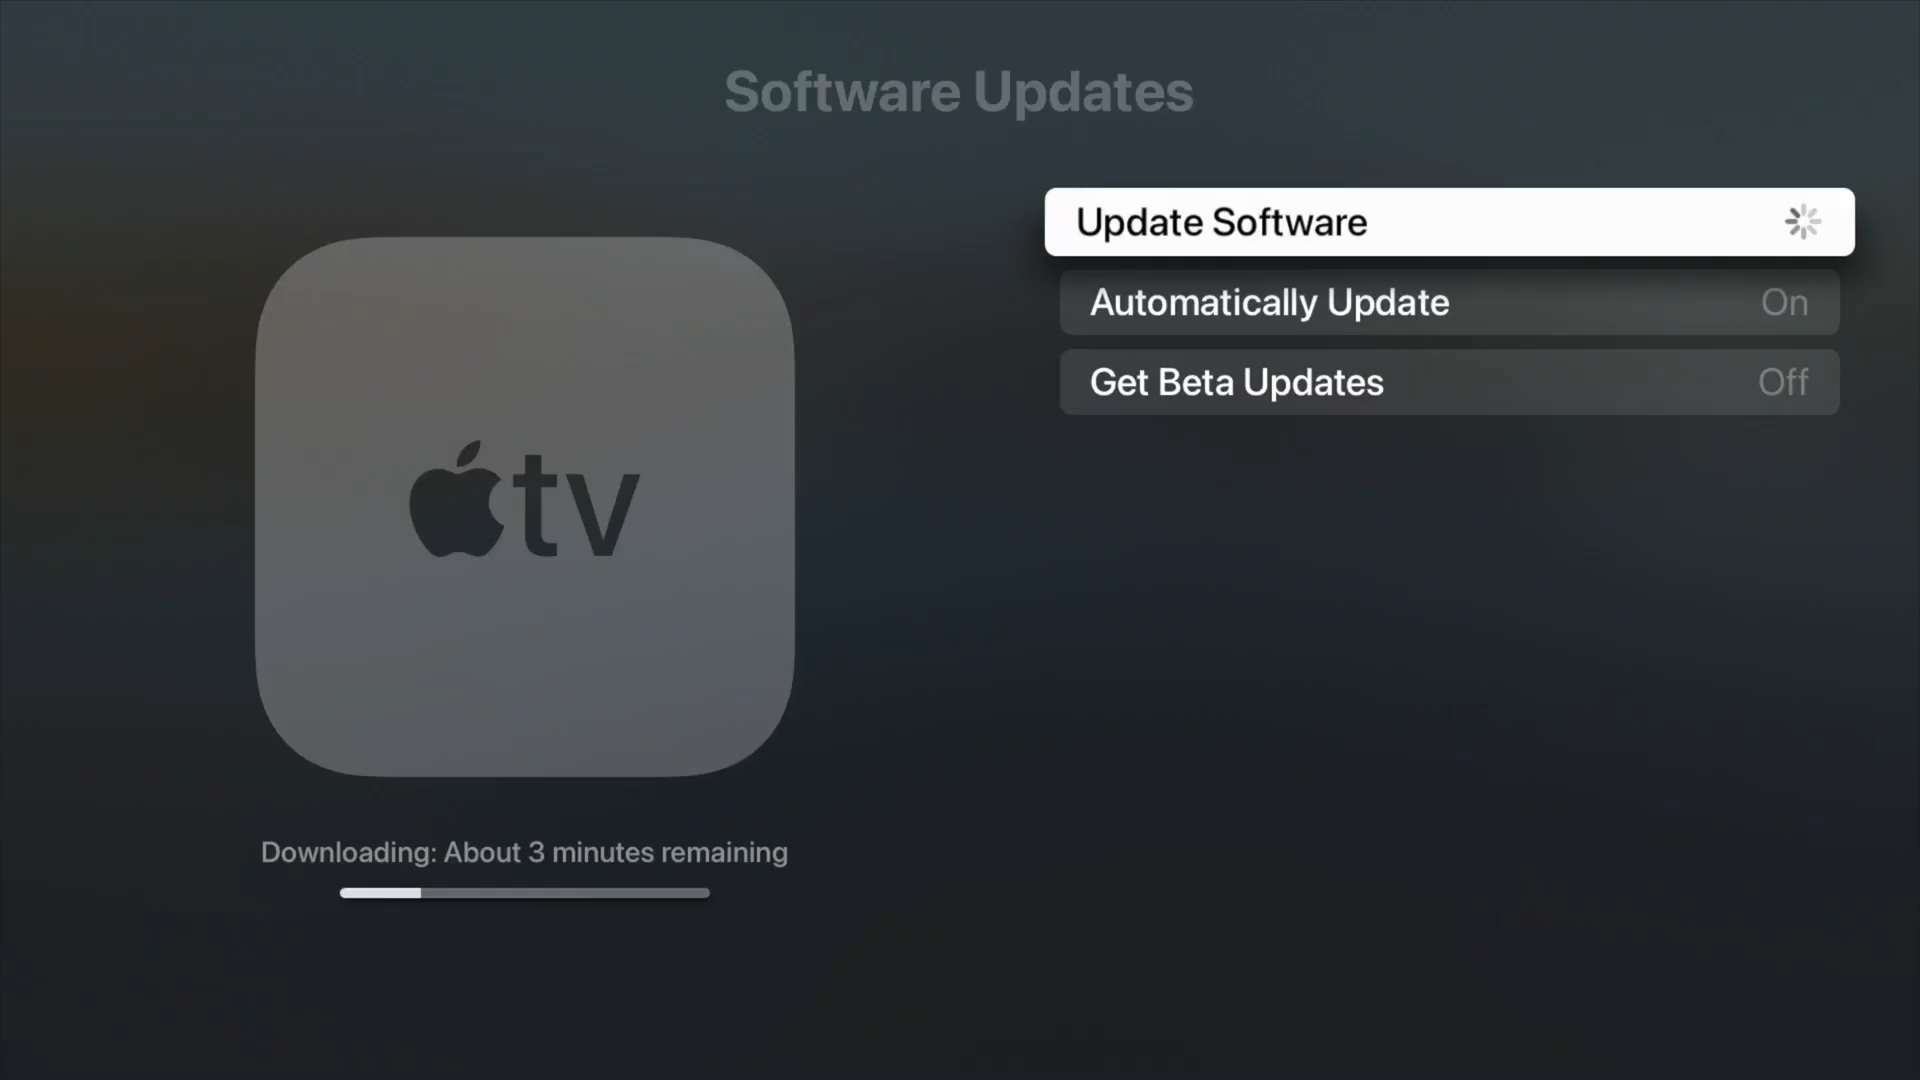 Software Updates
tv
Downloading: About 3 minutes remaining
Update Software
Automatically Update On
Get Beta Updates Off